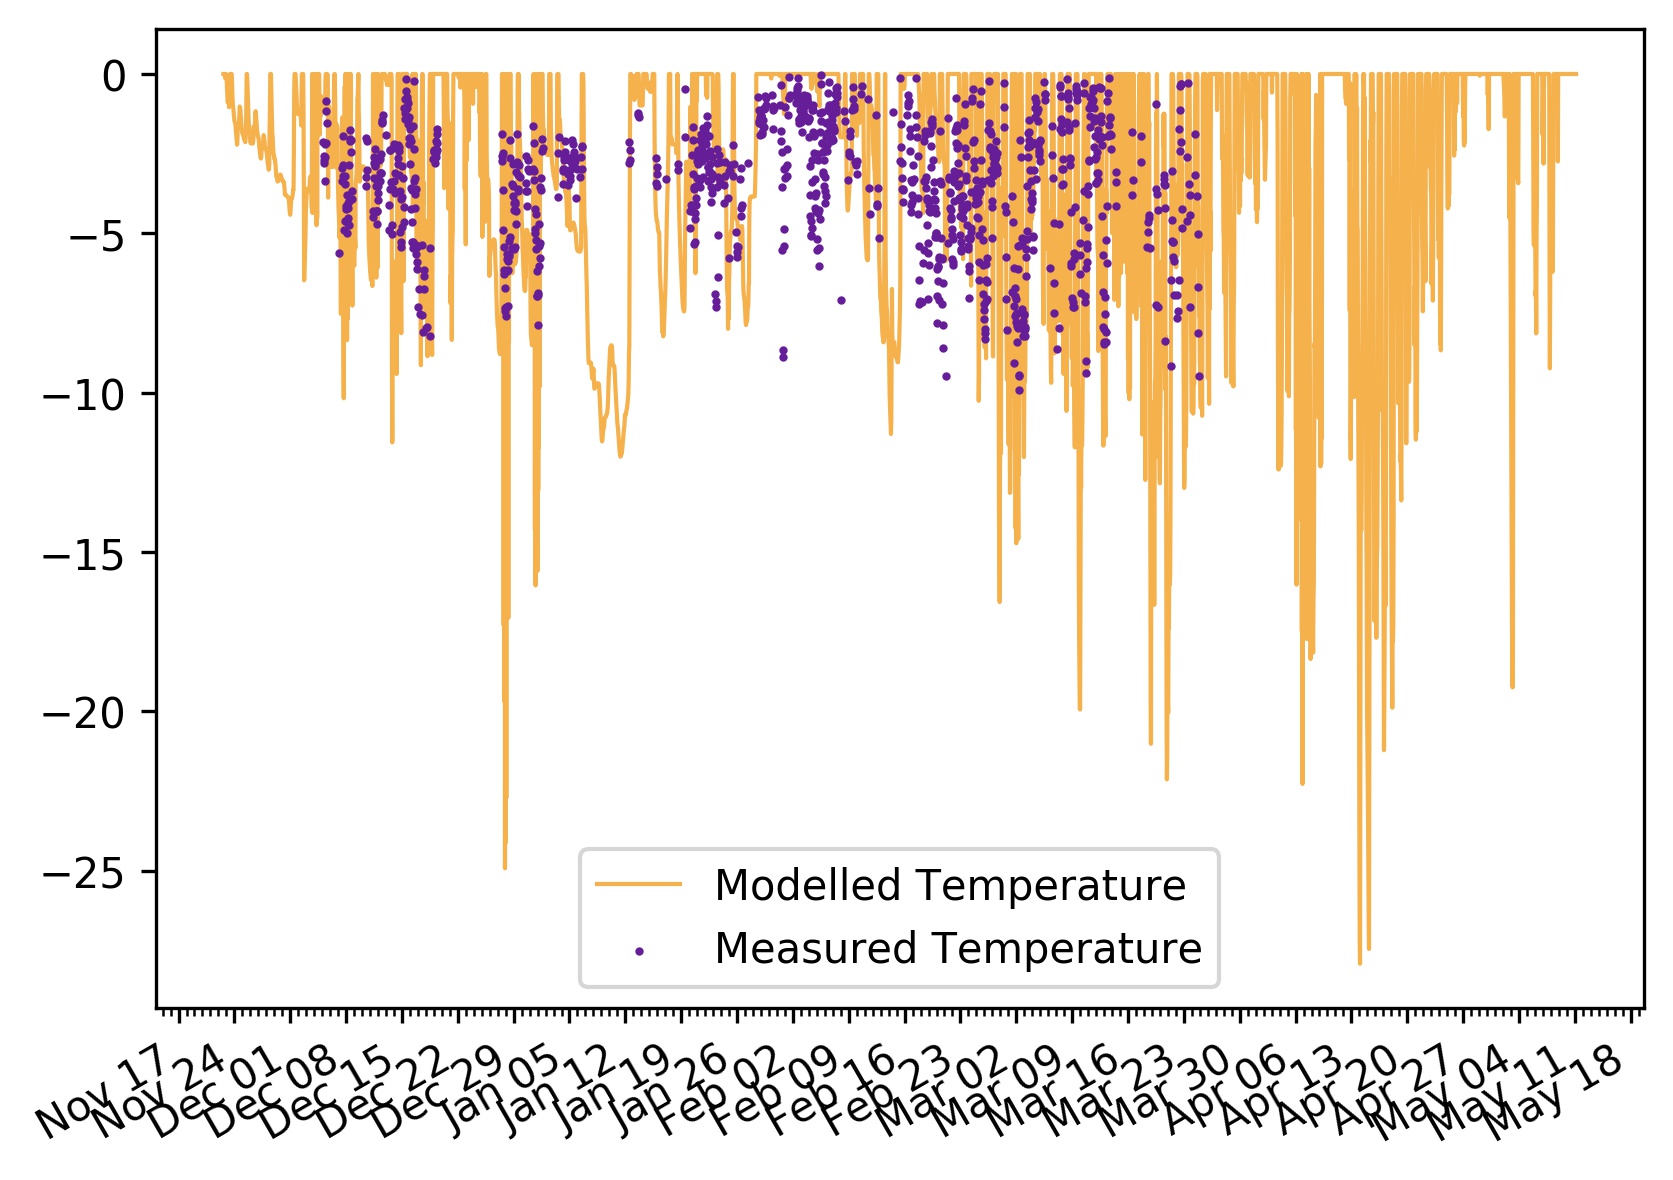 0
−5
−10
−15
−20
−25
Modelled Temperature
Measured Temperature
Nov 17
Nov 24
Dec 01
Dec 08
Dec 15
Dec 22
Dec 29
Jan 05
Jan 12
Jan 19
Jan 26
Feb 02
Feb 09
Feb 16
Feb 23
Mar 02
Mar 09
Mar 16
Mar 23
Mar 30
Apr 06
Apr 13
Apr 20
Apr 27
May 04
May 11
May 18